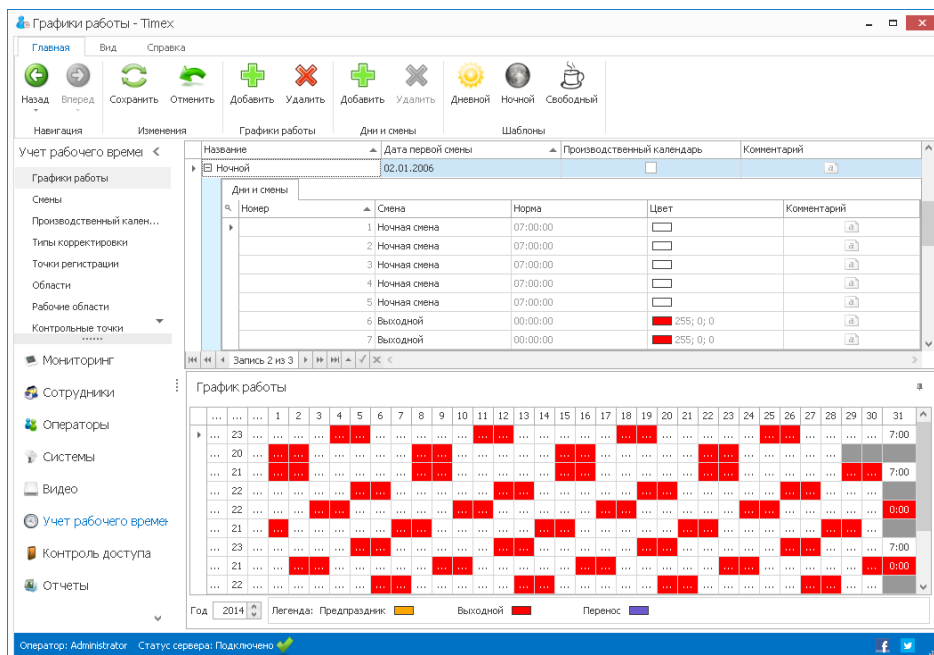 Графики работы - Timex
Главная Вид Справка
Назад Вперед Сохранить Отменить Добавить Удалить Добавить Удалить Дневной Ночной Свободный
Навигация Изменения Графики работы Дни и смены Шаблоны
Учет рабочего времеі <
Графики работы
Смены
Производственный кален...
Типы корректировки
Точки регистрации
Области
Рабочие области
Контрольные точки
Мониторинг
Сотрудники
Операторы
Системы
Видео
Учет рабочего времен
Контроль доступа
Отчеты
Название Дата первой смены Производственный календарь Комментарий
Ночной 02.01.2006
Дни и смены
Номер Смена Норма Цвет Комментарий
1 Ночная смена 07:00:00
2 Ночная смена 07:00:00
3 Ночная смена 07:00:00
4 Ночная смена 07:00:00
5 Ночная смена 07:00:00
6 Выходной 00:00:00 255; 0; 0
7 Выходной 00:00:00 255; 0; 0
Запись 2 из 3
График работы
... ... ... 1 2 3 4 5 6 7 8 9 10 11 12 13 14 15 16 17 18 19 20 21 22 23 24 25 26 27 28 29 30 31
... 23 ... 7:00
... 20 ...
... 21 ... 7:00
... 22 ...
... 22 ... 0:00
... 21 ...
... 23 ... 7:00
... 21 ... 0:00
... 22 ...
Год 2014 Легенда: Предпраздник Выходной Перенос
Оператор: Administrator Статус сервера: Подключено